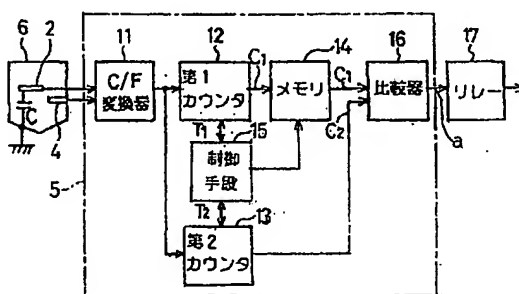 6
2
C
4
5
11
C/F
変換器
12
第1
カウンタ
C1
14
メモリ
C1
16
比較器
17
リレー
a
C2
T1
15
制御
手段
T2
13
第2
カウンタ